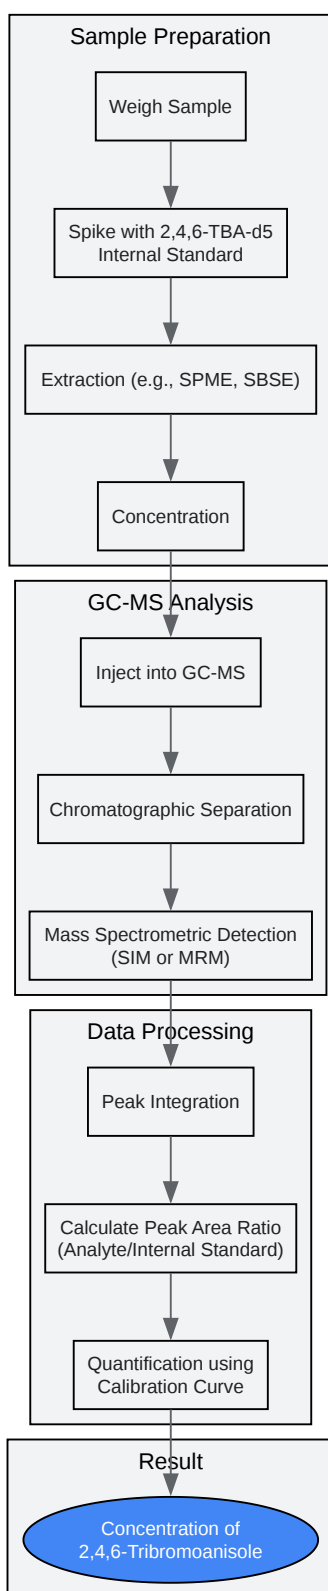 Sample Preparation
Weigh Sample
Spike with 2,4,6-TBA-d5
Internal Standard
Extraction (e.g., SPME, SBSE)
Concentration
GC-MS Analysis
Inject into GC-MS
Chromatographic Separation
Mass Spectrometric Detection
(SIM or MRM)
Data Processing
Peak Integration
Calculate Peak Area Ratio
(Analyte/Internal Standard)
Quantification using
Calibration Curve
Result
Concentration of
2,4,6-Tribromoanisole